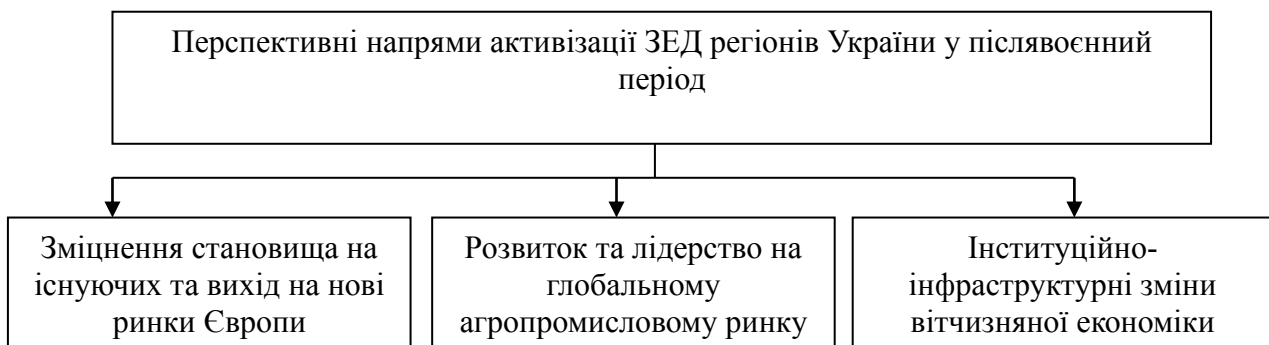 Перспективні напрями активізації ЗЕД регіонів України у післявоєнний
період
Зміцнення становища на
існуючих та вихід на нові
ринки Європи
Розвиток та лідерство на
глобальному
агропромисловому ринку
Інституційно-
інфраструктурні зміни
вітчизняної економіки